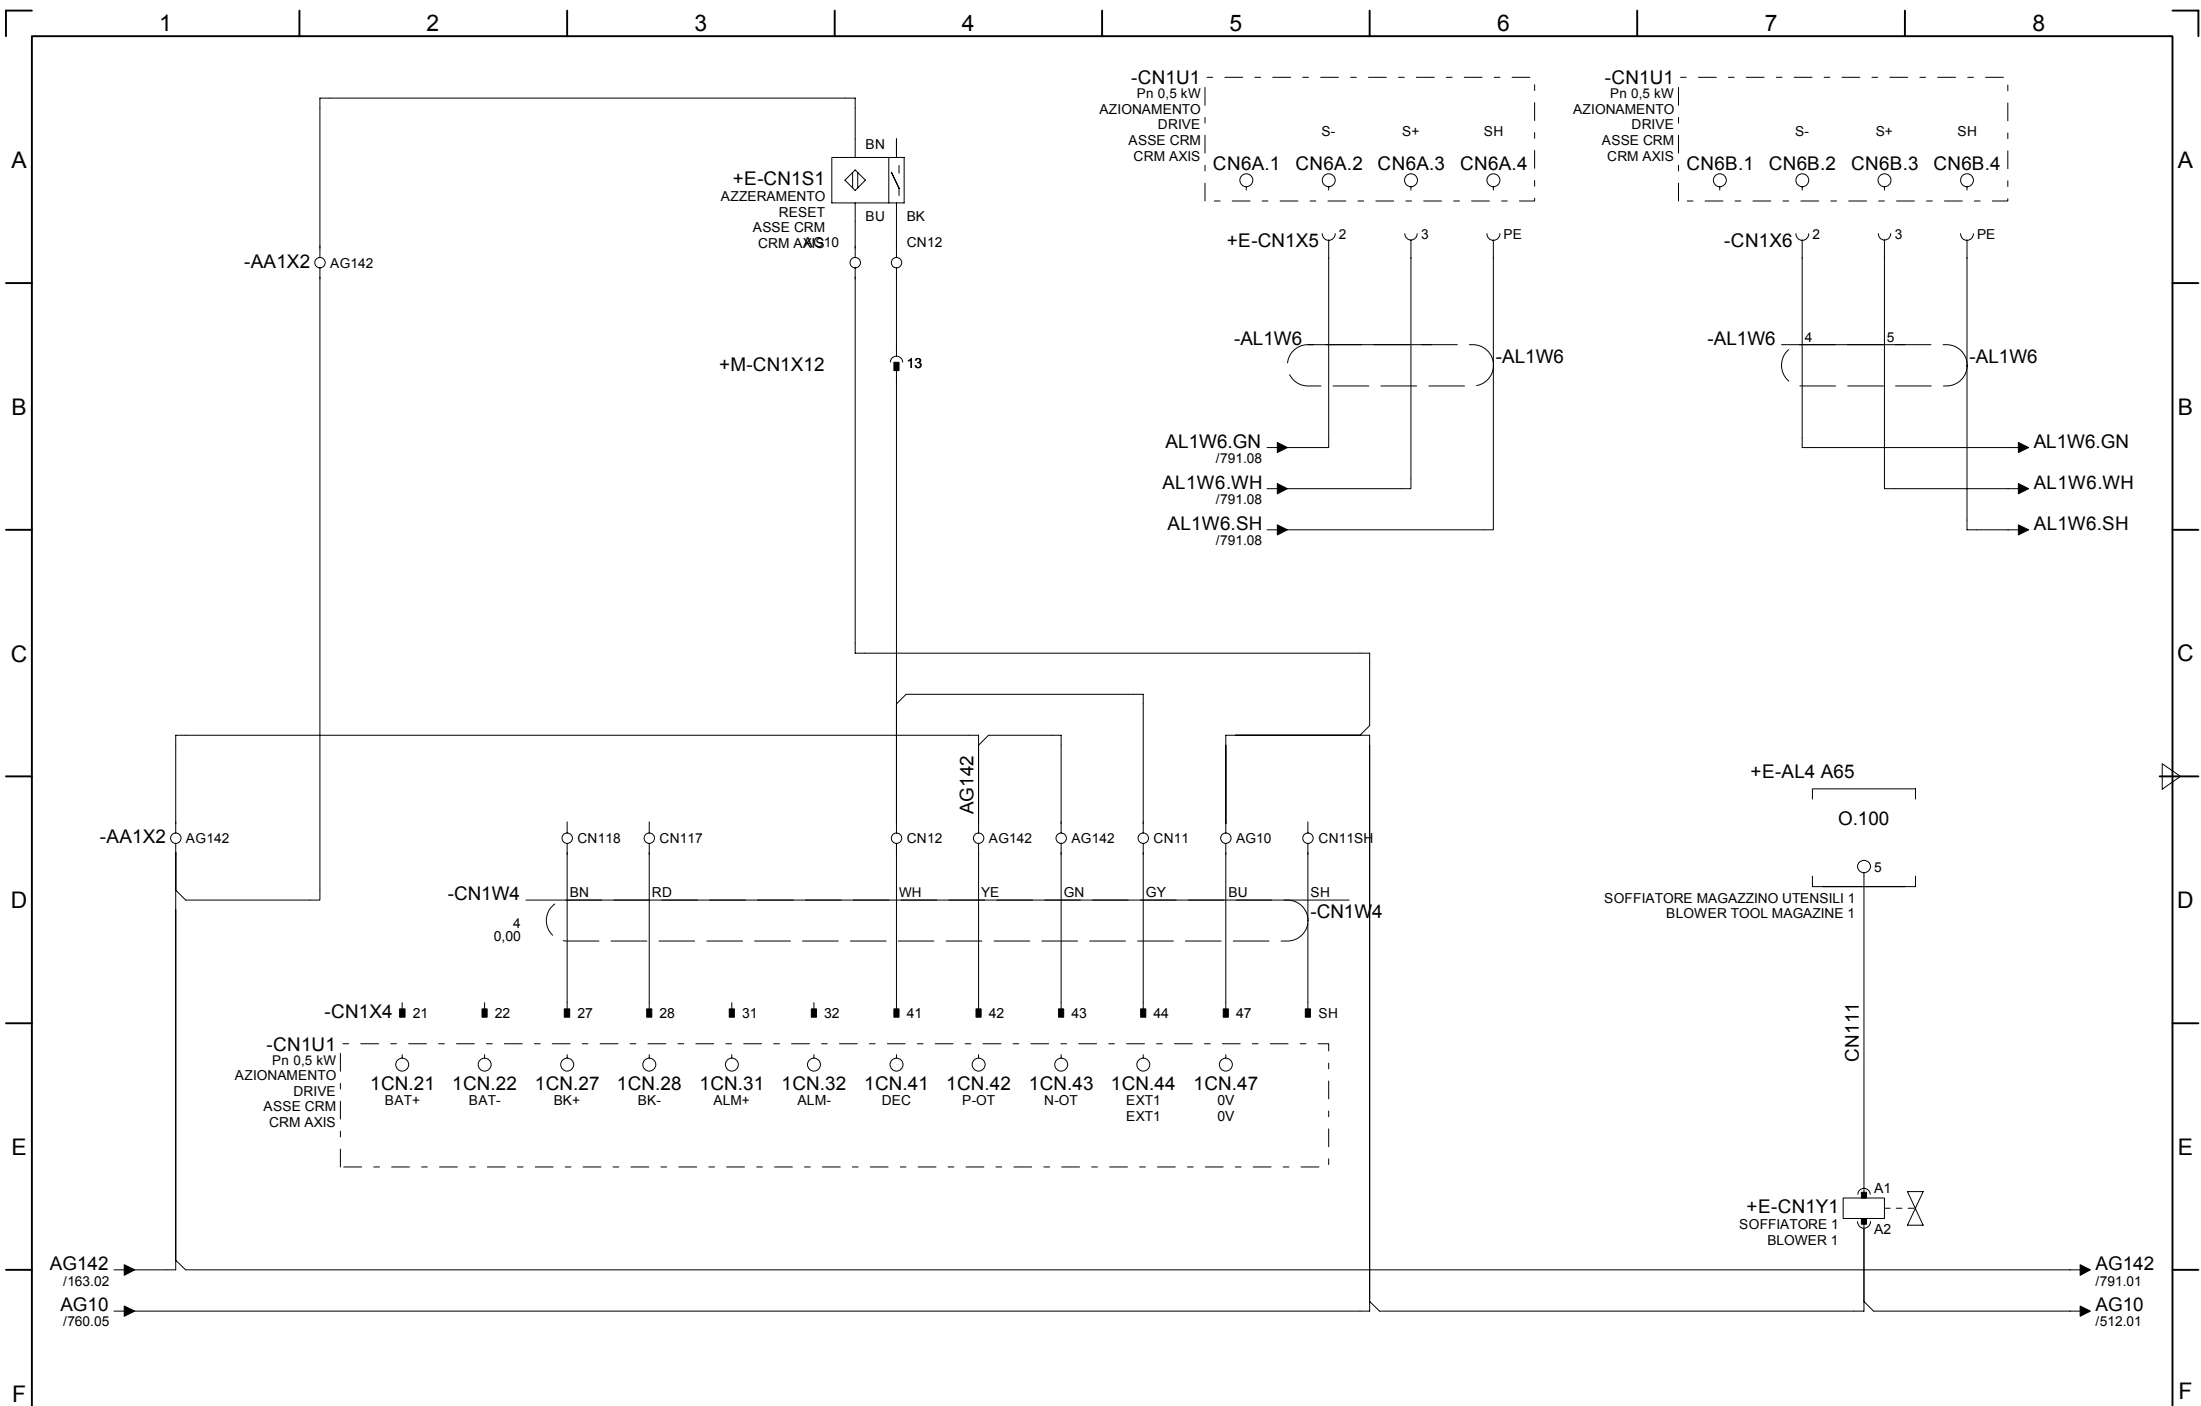 1 2 3 4 5 6 7 8
A A
B B
C C
D D
E E
F F
BN
+E-CN1S1
AZZERAMENTO
RESET
ASSE CRM
CRM AXIS
BU BK
AG10 CN12
-AA1X2 AG142
+M-CN1X12 13
-CN1U1
Pn 0,5 kW
AZIONAMENTO
DRIVE
ASSE CRM
CRM AXIS
S- S+ SH
CN6A.1 CN6A.2 CN6A.3 CN6A.4
+E-CN1X5 2 3 PE
-AL1W6 -AL1W6
AL1W6.GN
/791.08
AL1W6.WH
/791.08
AL1W6.SH
/791.08
-CN1U1
Pn 0,5 kW
AZIONAMENTO
DRIVE
ASSE CRM
CRM AXIS
S- S+ SH
CN6B.1 CN6B.2 CN6B.3 CN6B.4
-CN1X6 2 3 PE
-AL1W6 4 5 -AL1W6
AL1W6.GN
AL1W6.WH
AL1W6.SH
AG142
-AA1X2 AG142 CN118 CN117 CN12 AG142 AG142 CN11 AG10 CN11SH
-CN1W4 BN RD WH YE GN GY BU SH
4 -CN1W4
0,00
-CN1X4 21 22 27 28 31 32 41 42 43 44 47 SH
-CN1U1
Pn 0,5 kW
AZIONAMENTO
DRIVE
ASSE CRM
CRM AXIS
1CN.21 1CN.22 1CN.27 1CN.28 1CN.31 1CN.32 1CN.41 1CN.42 1CN.43 1CN.44 1CN.47
BAT+ BAT- BK+ BK- ALM+ ALM- DEC P-OT N-OT EXT1 0V
EXT1 0V
+E-AL4 A65
O.100
5
SOFFIATORE MAGAZZINO UTENSILI 1
BLOWER TOOL MAGAZINE 1
CN111
A1
+E-CN1Y1
SOFFIATORE 1
A2
BLOWER 1
AG142 AG142
/163.02 /791.01
AG10 AG10
/760.05 /512.01